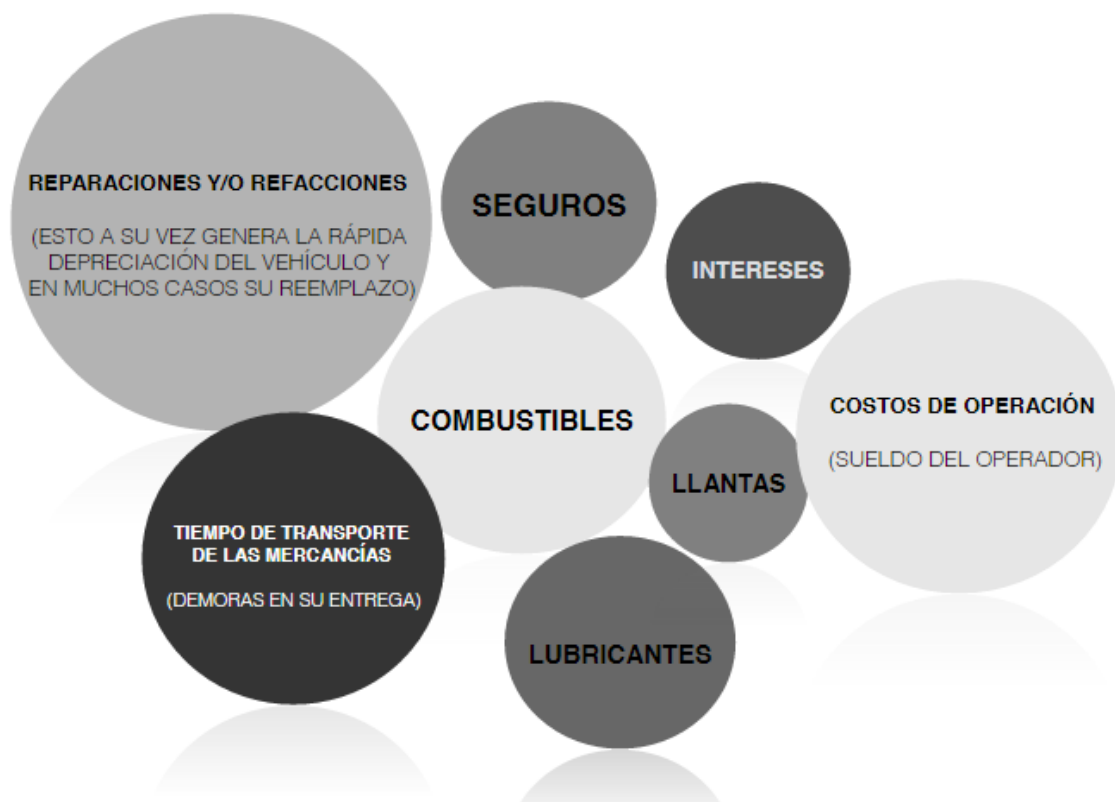 REPARACIONES Y/O REFACCIONES
(ESTO A SU VEZ GENERA LA RÁPIDA
DEPRECIACIÓN DEL VEHÍCULO Y
EN MUCHOS CASOS SU REEMPLAZO)
SEGUROS
INTERESES
COMBUSTIBLES
COSTOS DE OPERACIÓN
(SUELDO DEL OPERADOR)
LLANTAS
TIEMPO DE TRANSPORTE
DE LAS MERCANCÍAS
(DEMORAS EN SU ENTREGA)
LUBRICANTES